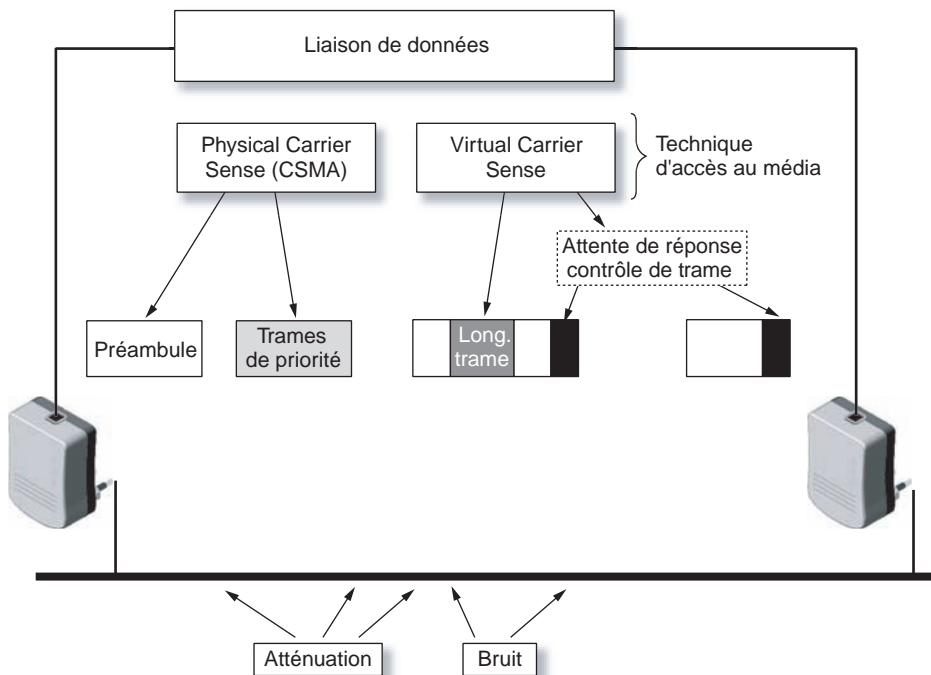 Liaison de données
Physical Carrier
Sense (CSMA)
Virtual Carrier
Sense
Technique
d'accès au média
Attente de réponse
contrôle de trame
Préambule
Trames
de priorité
Long.
trame
Atténuation
Bruit